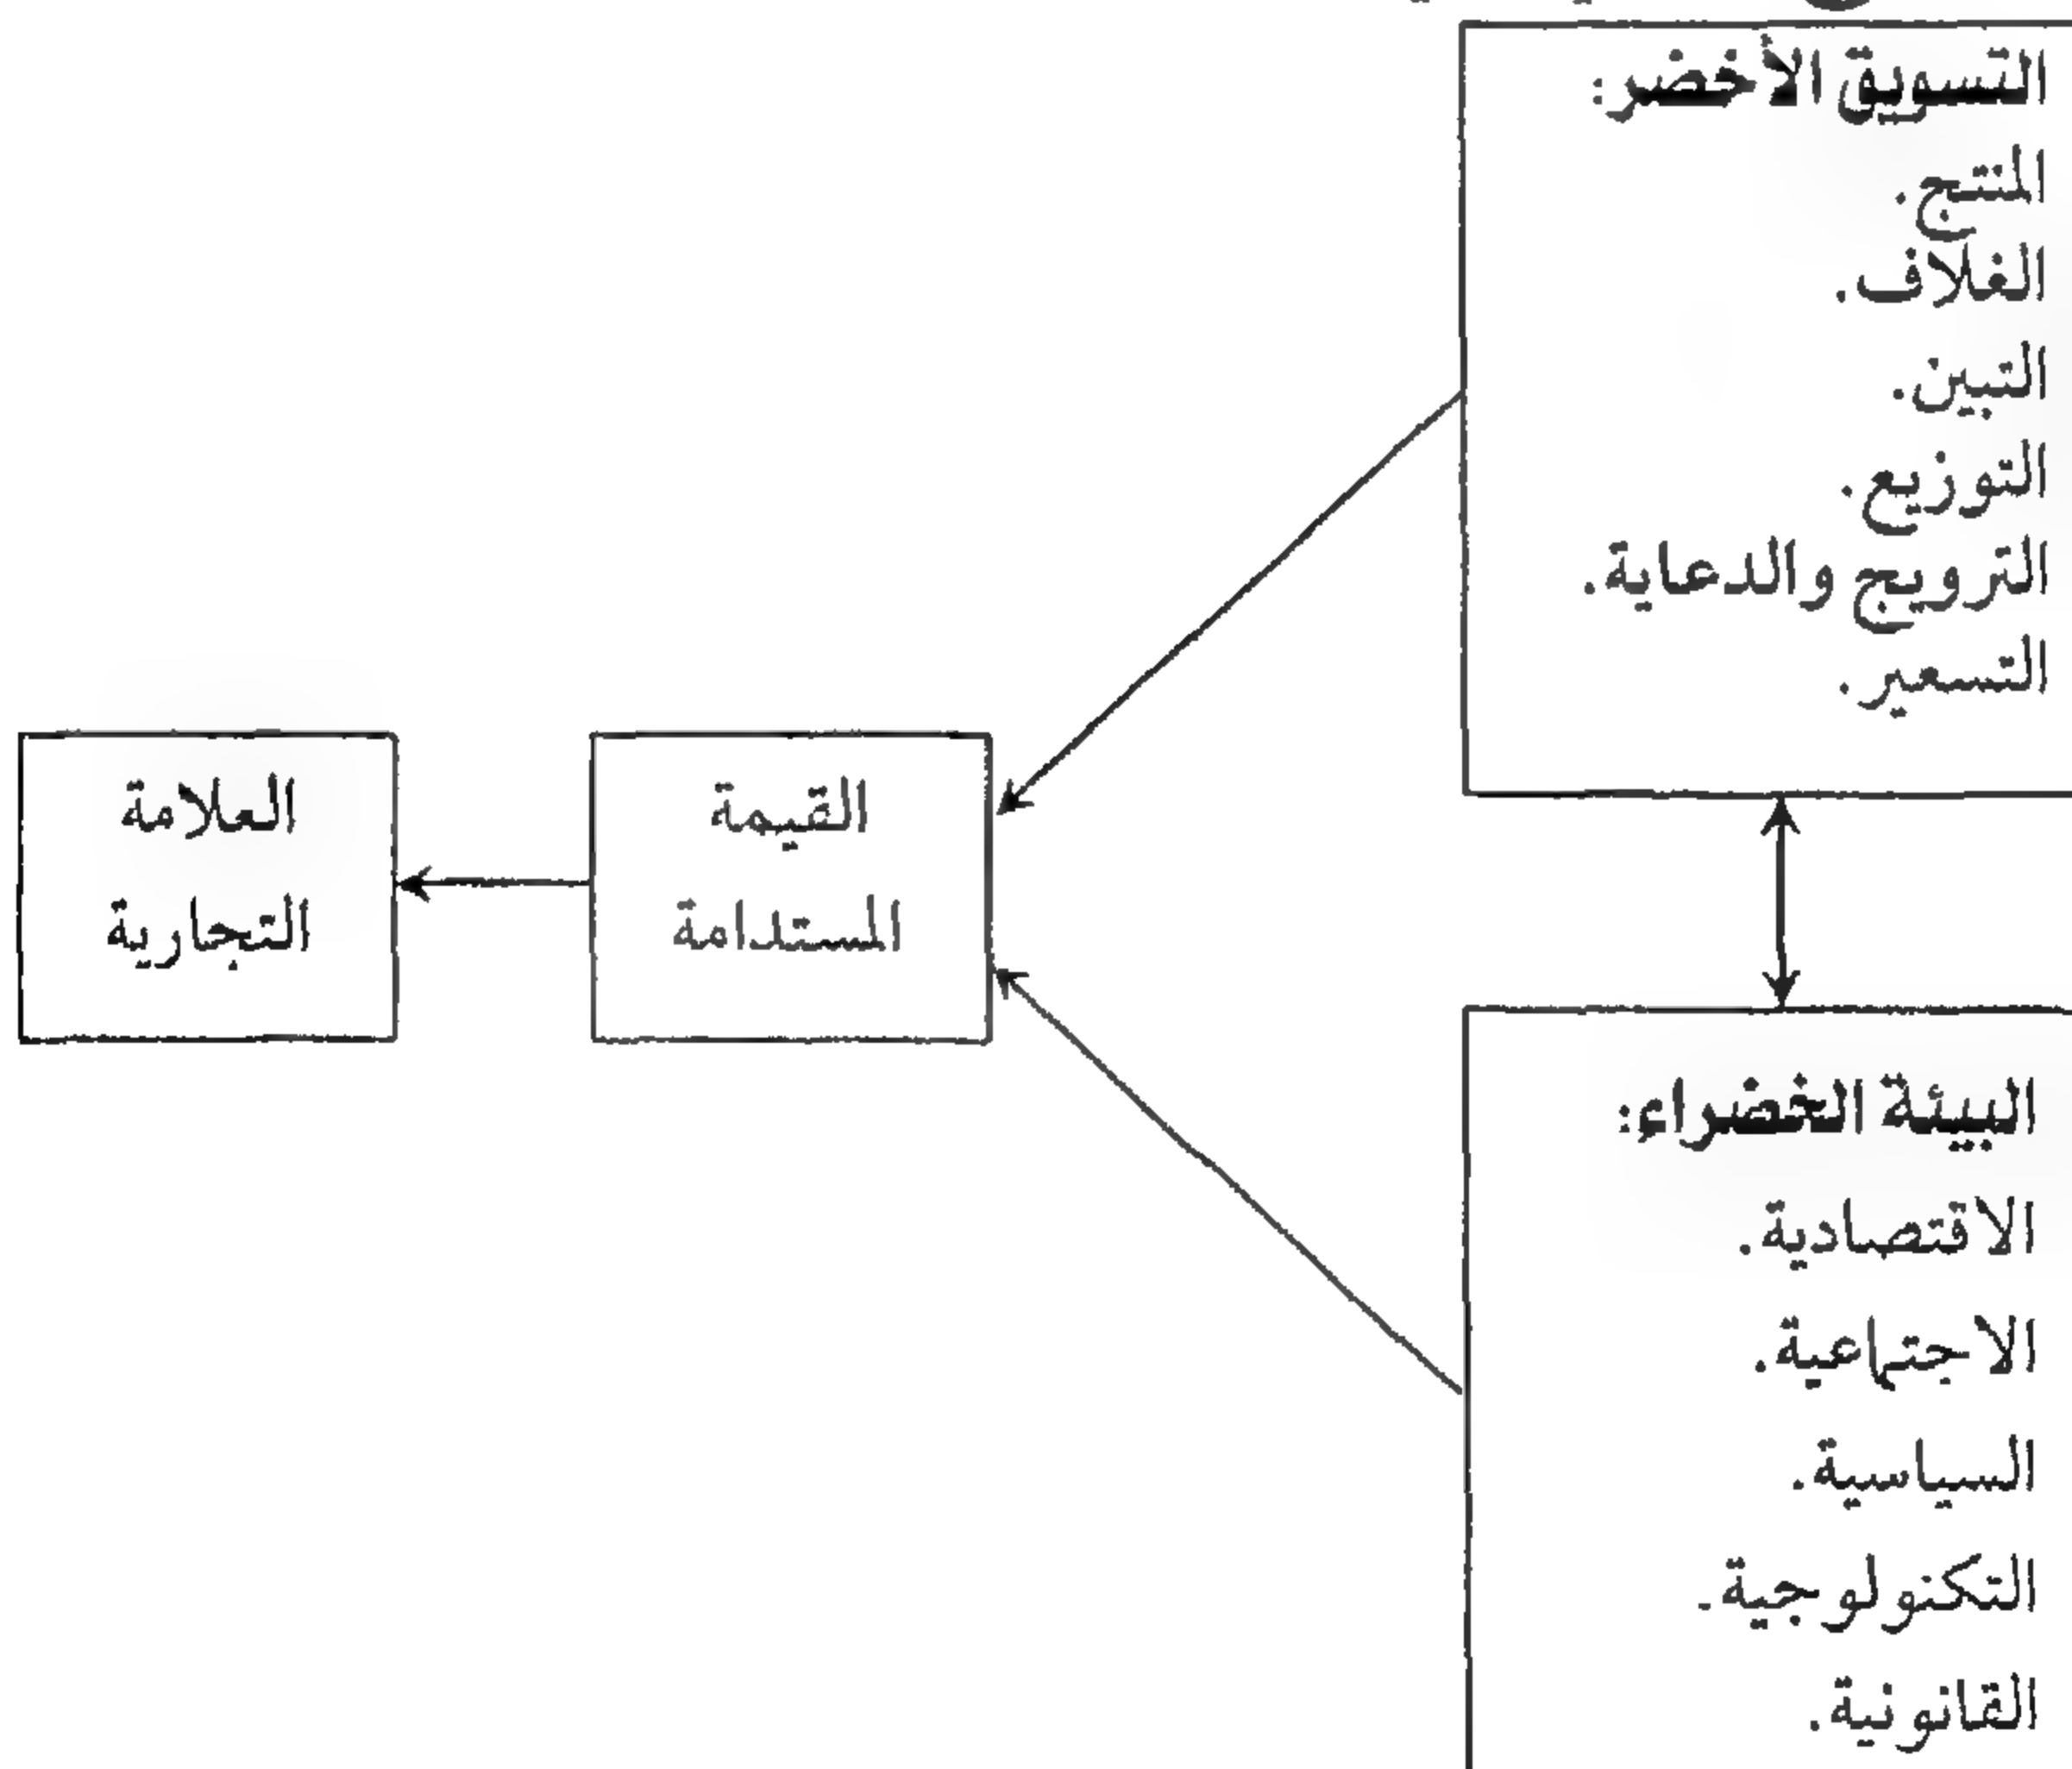 التسويق الأخضر:
المنتج.
الغلاف.
التبين.
التوزيع.
الترويج والدعاية.
التسعير.
القيمة
المستدامة
العلامة
التجارية
البيئة الخضراء:
الاقتصادية.
الاجتماعية.
السياسية.
التكنولوجية.
القانونية.